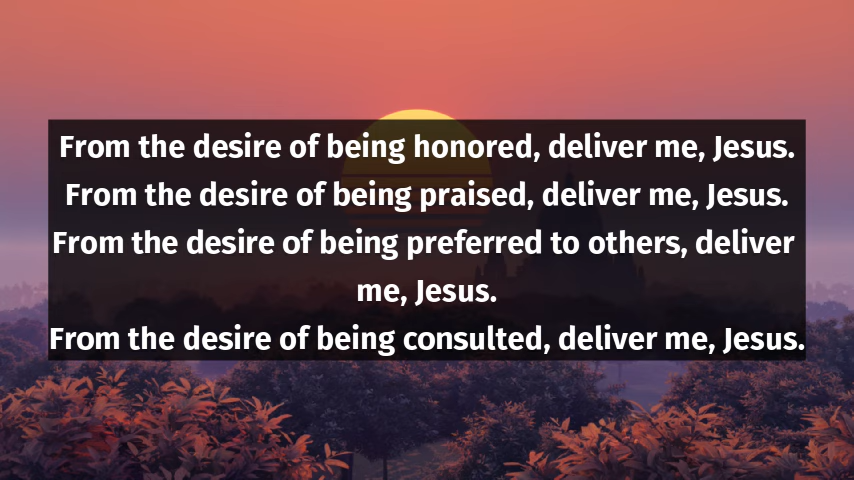 From the desire of being honored, deliver me, Jesus.
From the desire of being praised, deliver me, Jesus.
From the desire of being preferred to others, deliver
me, Jesus.
From the desire of being consulted, deliver me, Jesus.